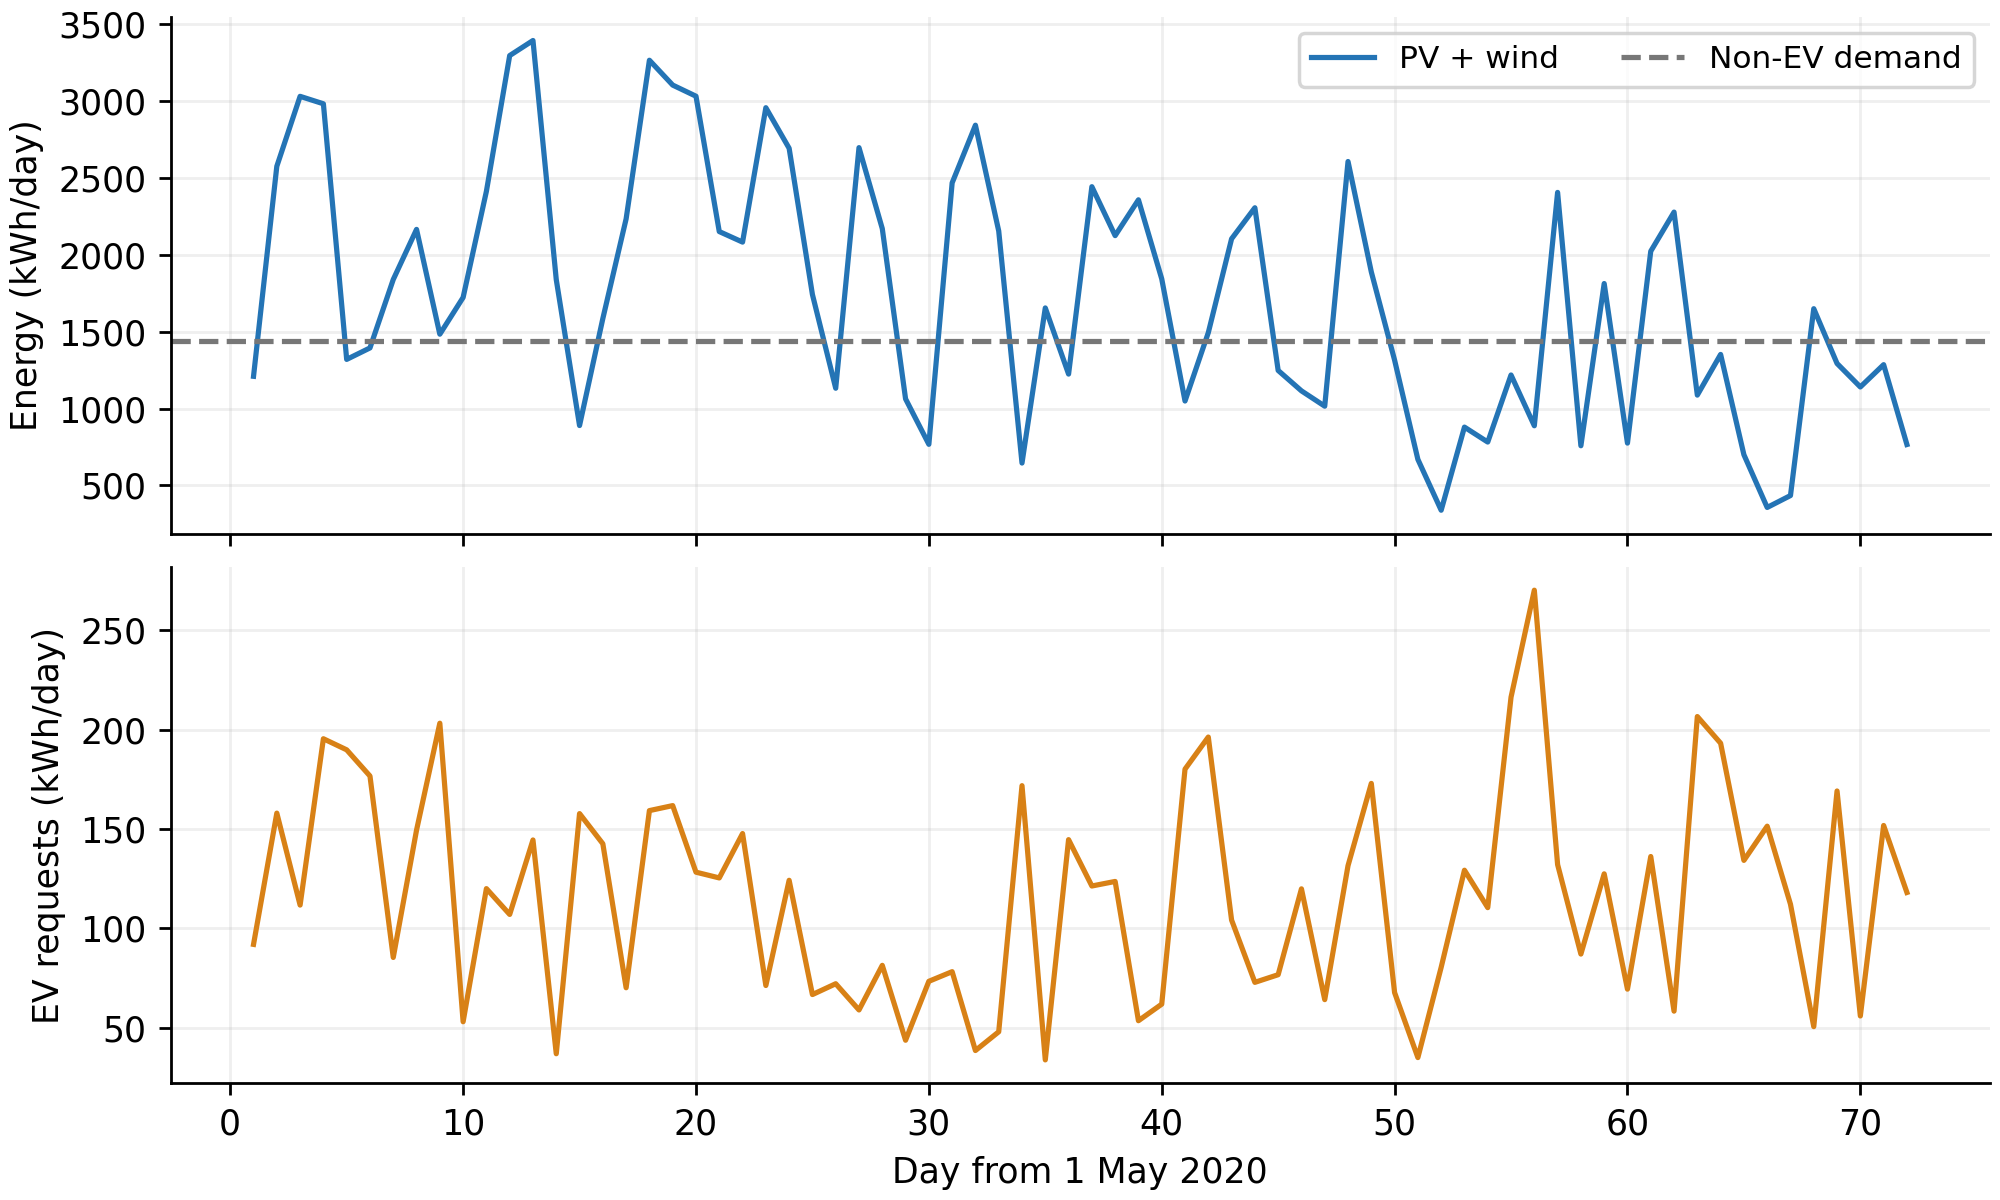 3500
3000
2500
2000
1500
1000
500
Energy (kWh/day)
PV + wind
Non-EV demand
250
200
150
100
50
EV requests (kWh/day)
0 10 20 30 40 50 60 70
Day from 1 May 2020